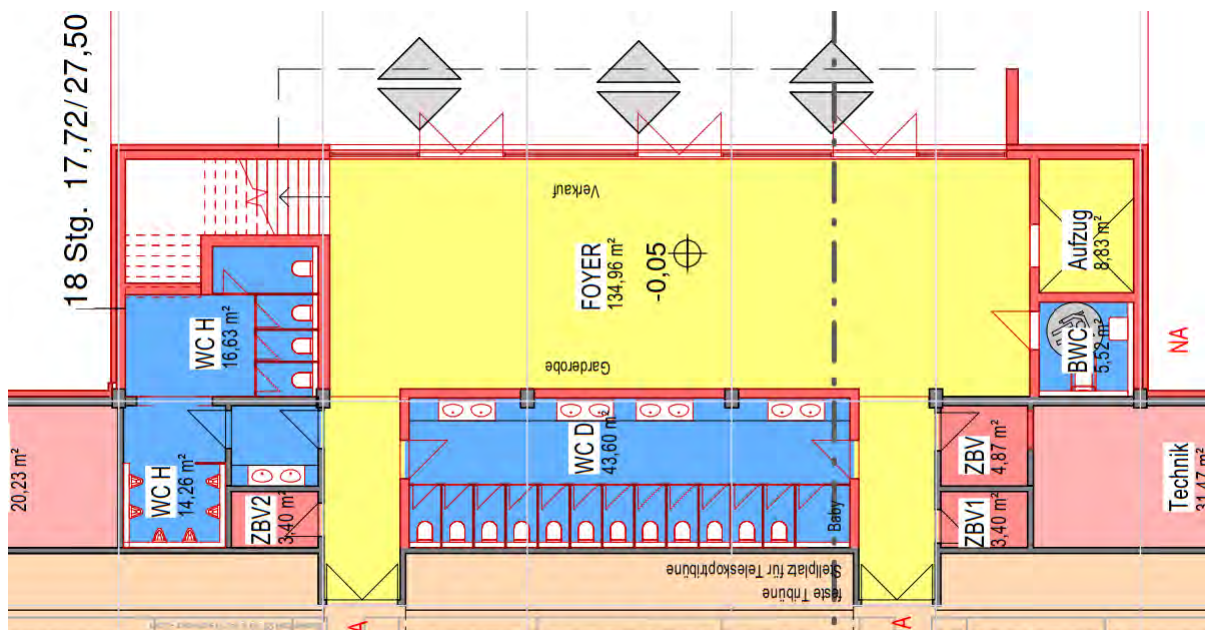 18 Stg. 17,72/27,50
Verkauf
FOYER
134,96 m²
-0,05
Garderobe
Aufzug
8,83 m²
BWC
5,52 m²
NA
WC H
16,63 m²
WC D
43,60 m²
20,23 m²
WC H
14,26 m²
ZBV2
3,40 m²
Baby
ZBV
4,87 m²
ZBV1
3,40 m²
Technik
31,47 m²
Stellplatz für Teleskoptribüne
feste Tribüne